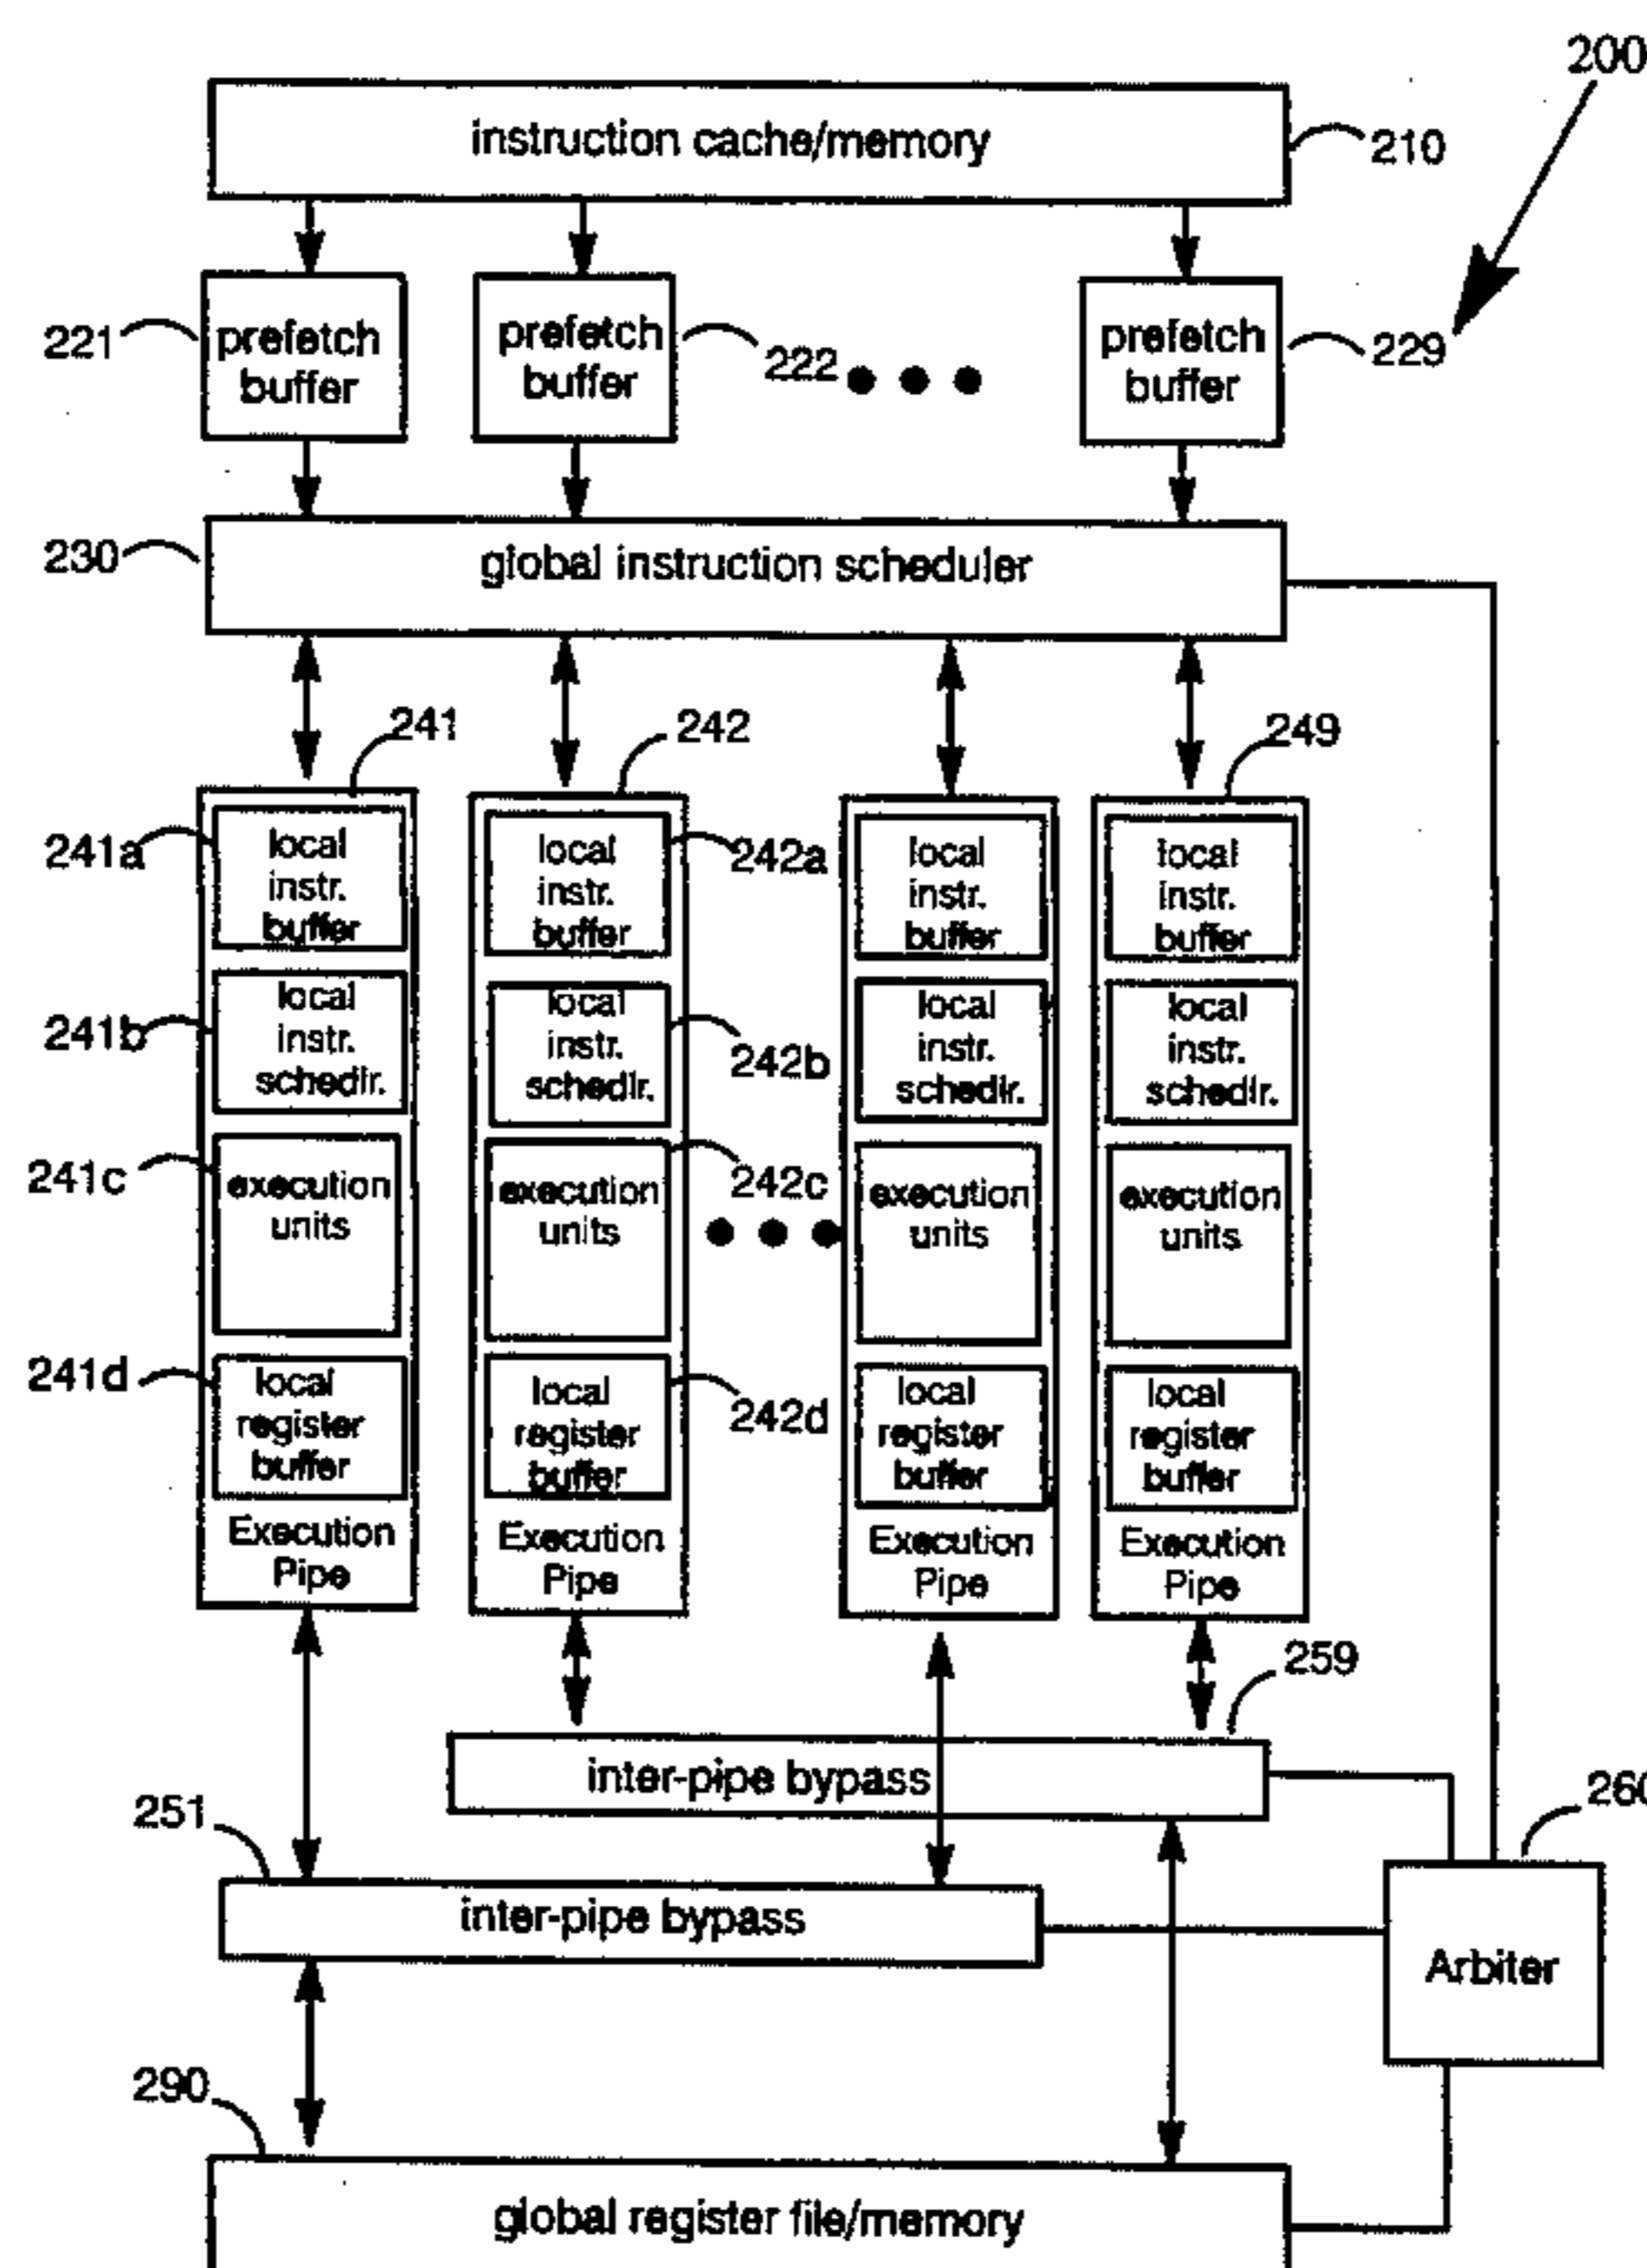 200
instruction cache/memory
210
221
prefetch
buffer
prefetch
buffer
222
prefetch
buffer
229
230
global instruction scheduler
241
242
249
241a
local
instr.
buffer
local
instr.
buffer
242a
local
instr.
buffer
local
instr.
buffer
241b
local
instr.
schedlr.
local
instr.
schedlr.
242b
local
instr.
schedlr.
local
instr.
schedlr.
241c
execution
units
execution
units
242c
execution
units
execution
units
241d
local
register
buffer
local
register
buffer
242d
local
register
buffer
local
register
buffer
Execution
Pipe
Execution
Pipe
Execution
Pipe
Execution
Pipe
259
inter-pipe bypass
251
inter-pipe bypass
260
Arbiter
290
global register file/memory